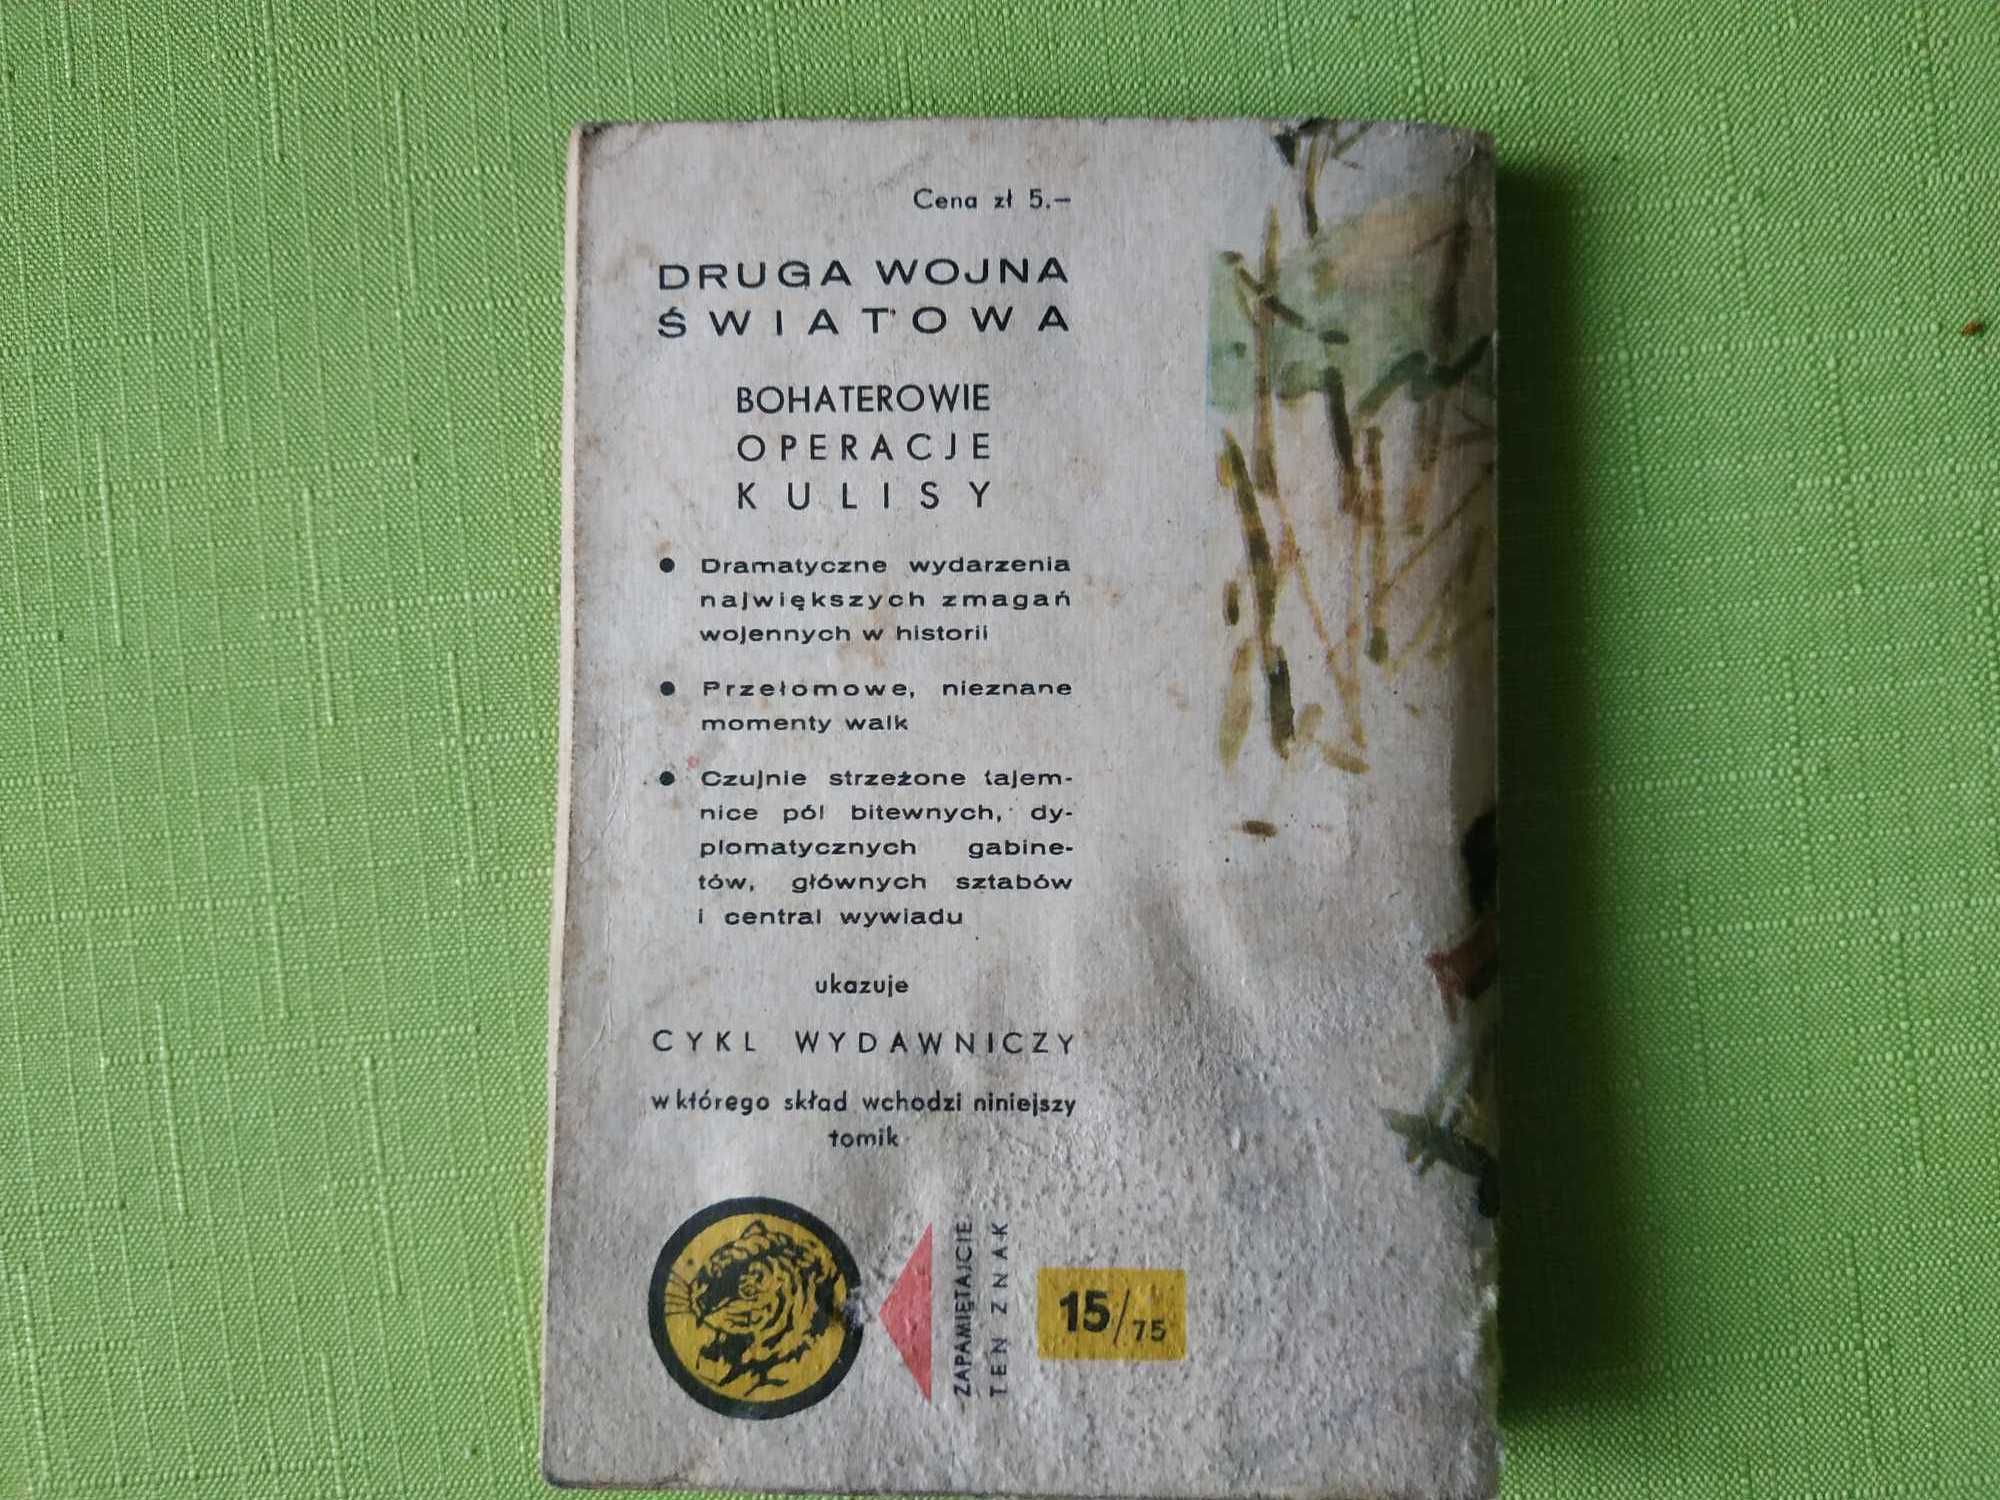 Cena zł 5.–
DRUGA WOJNA
ŚWIATOWA
BOHATEROWIE
OPERACJE
KULISY
● Dramatyczne wydarzenia
największych zmagań
wojennych w historii
● Przełomowe, nieznane
momenty walk
● Czujnie strzeżone tajem-
nice pól bitewnych, dy-
plomatycznych gabine-
tów, głównych sztabów
i central wywiadu
ukazuje
CYKL WYDAWNICZY
w którego skład wchodzi niniejszy
tomik
ZAPAMIĘTAJCIE
TEN ZNAK
15/75